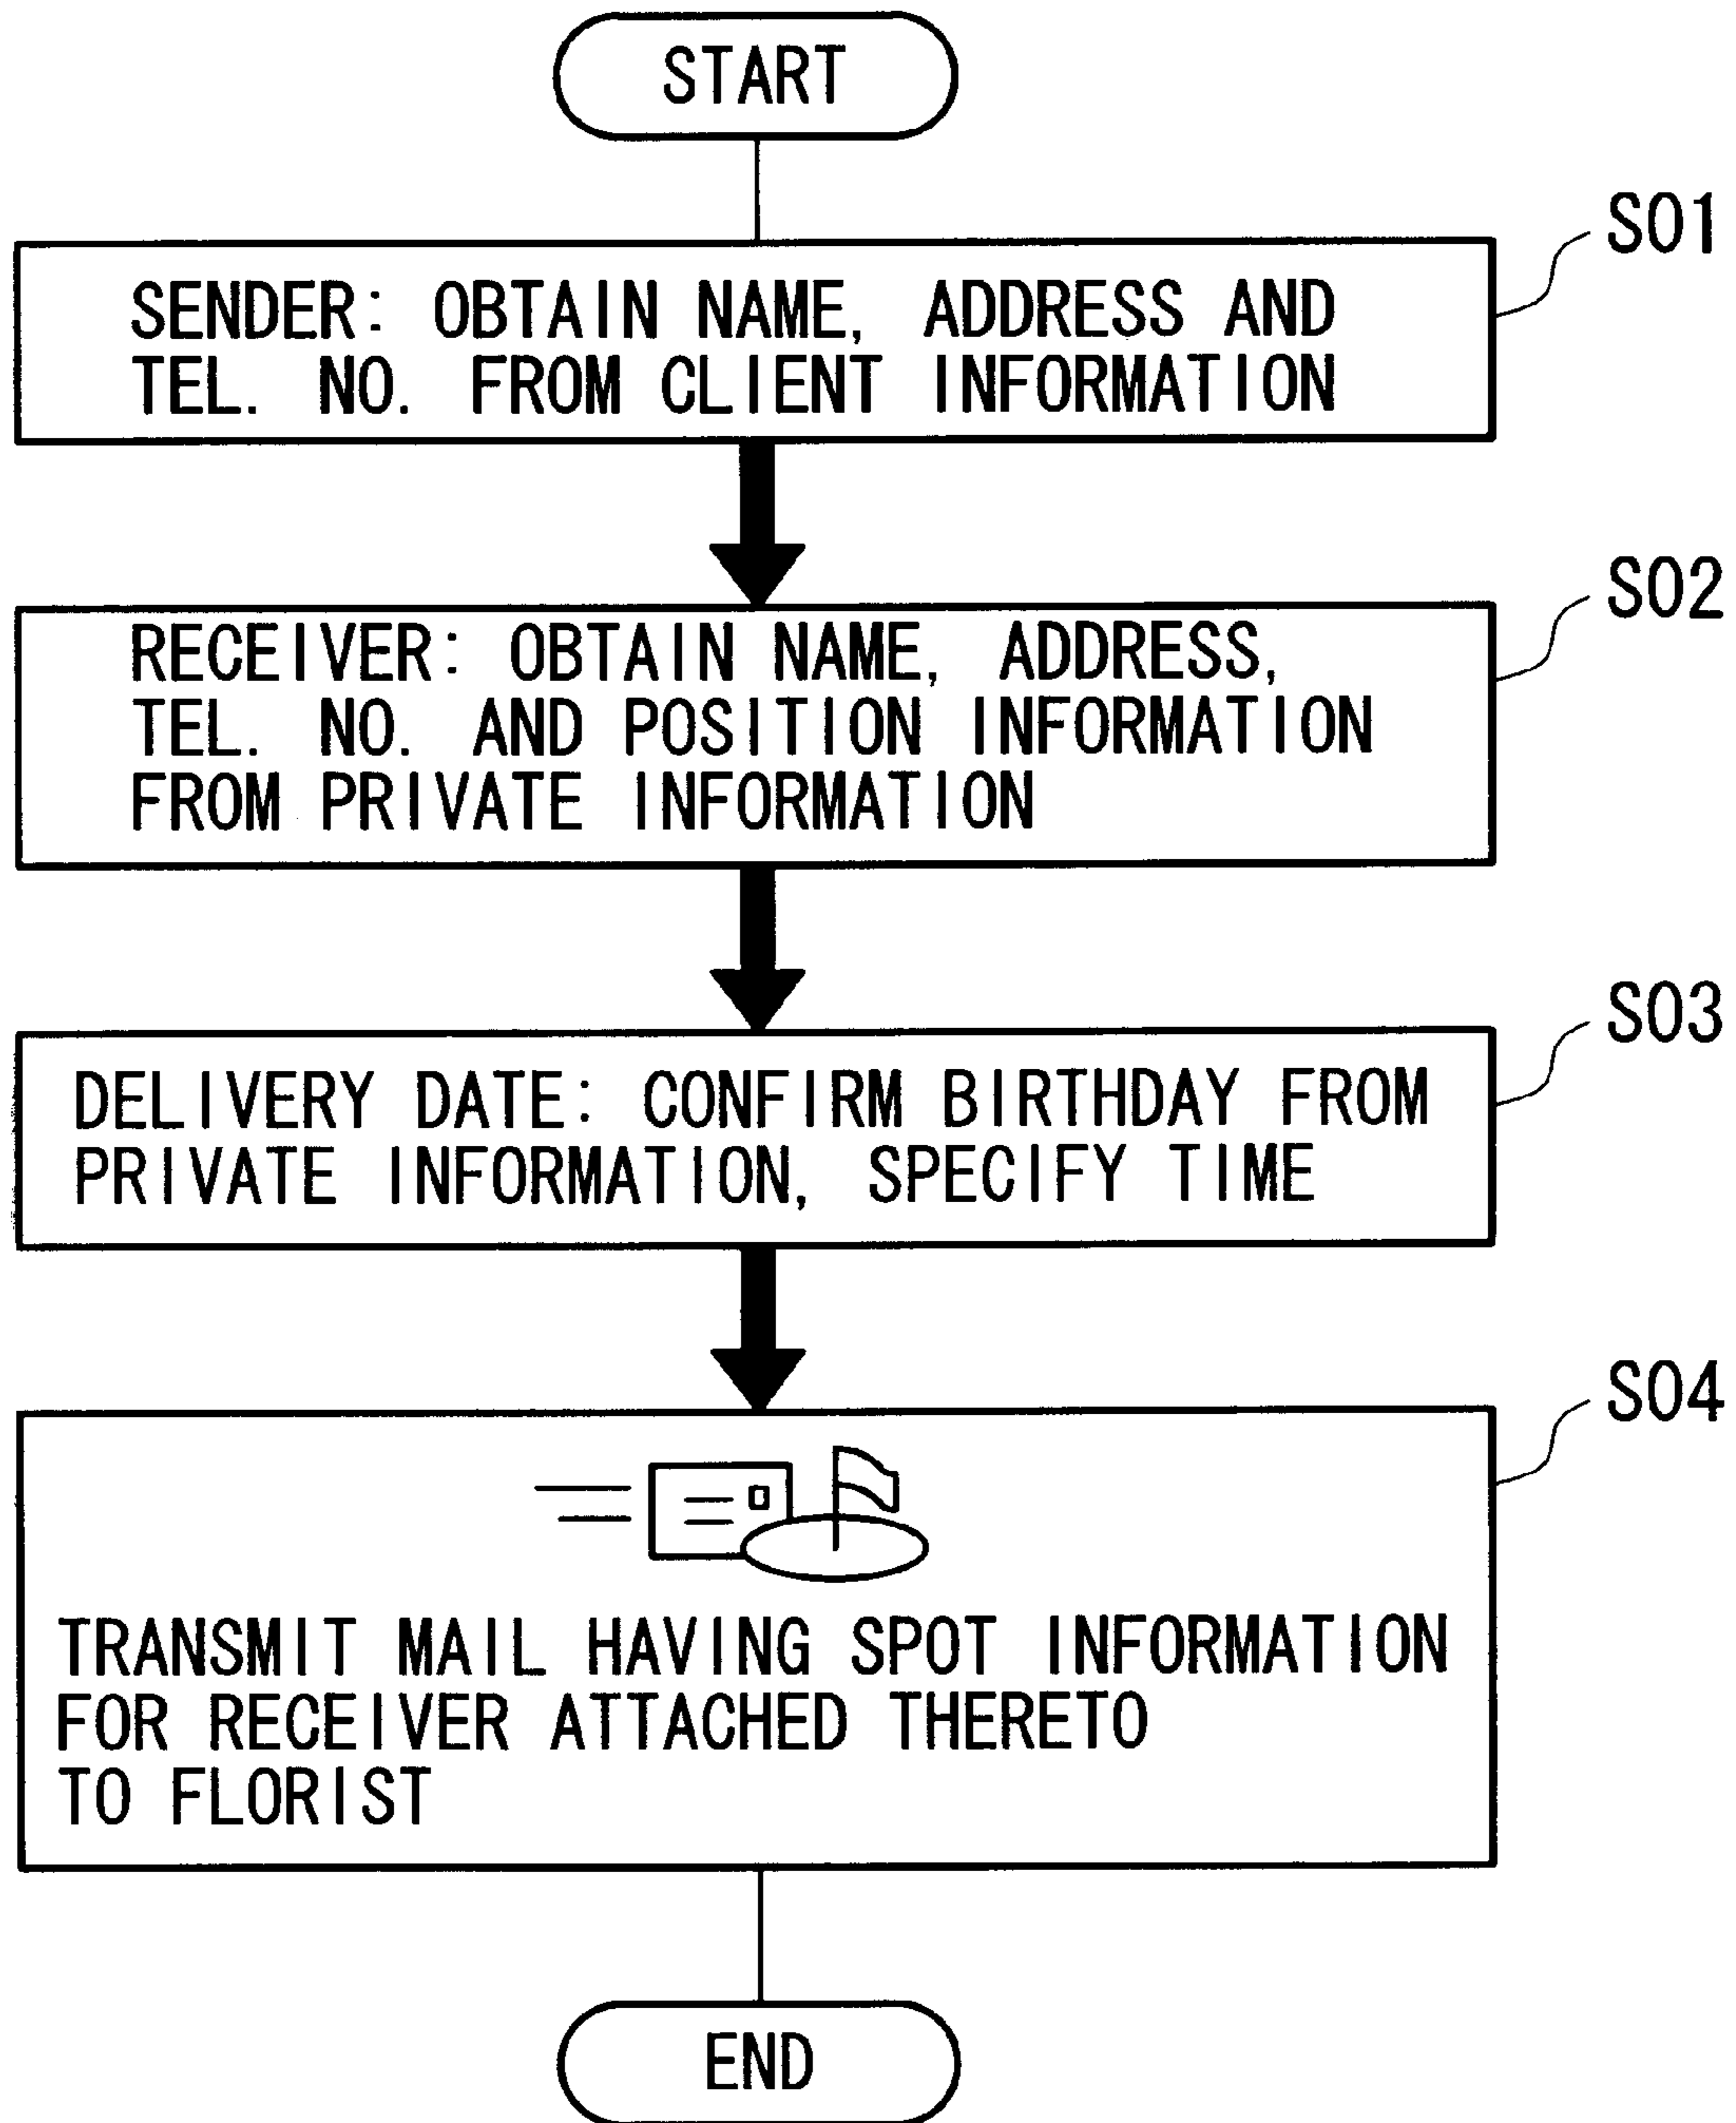 START
S01
SENDER: OBTAIN NAME, ADDRESS AND
TEL. NO. FROM CLIENT INFORMATION
S02
RECEIVER: OBTAIN NAME, ADDRESS,
TEL. NO. AND POSITION INFORMATION
FROM PRIVATE INFORMATION
S03
DELIVERY DATE: CONFIRM BIRTHDAY FROM
PRIVATE INFORMATION, SPECIFY TIME
S04
TRANSMIT MAIL HAVING SPOT INFORMATION
FOR RECEIVER ATTACHED THERETO
TO FLORIST
END